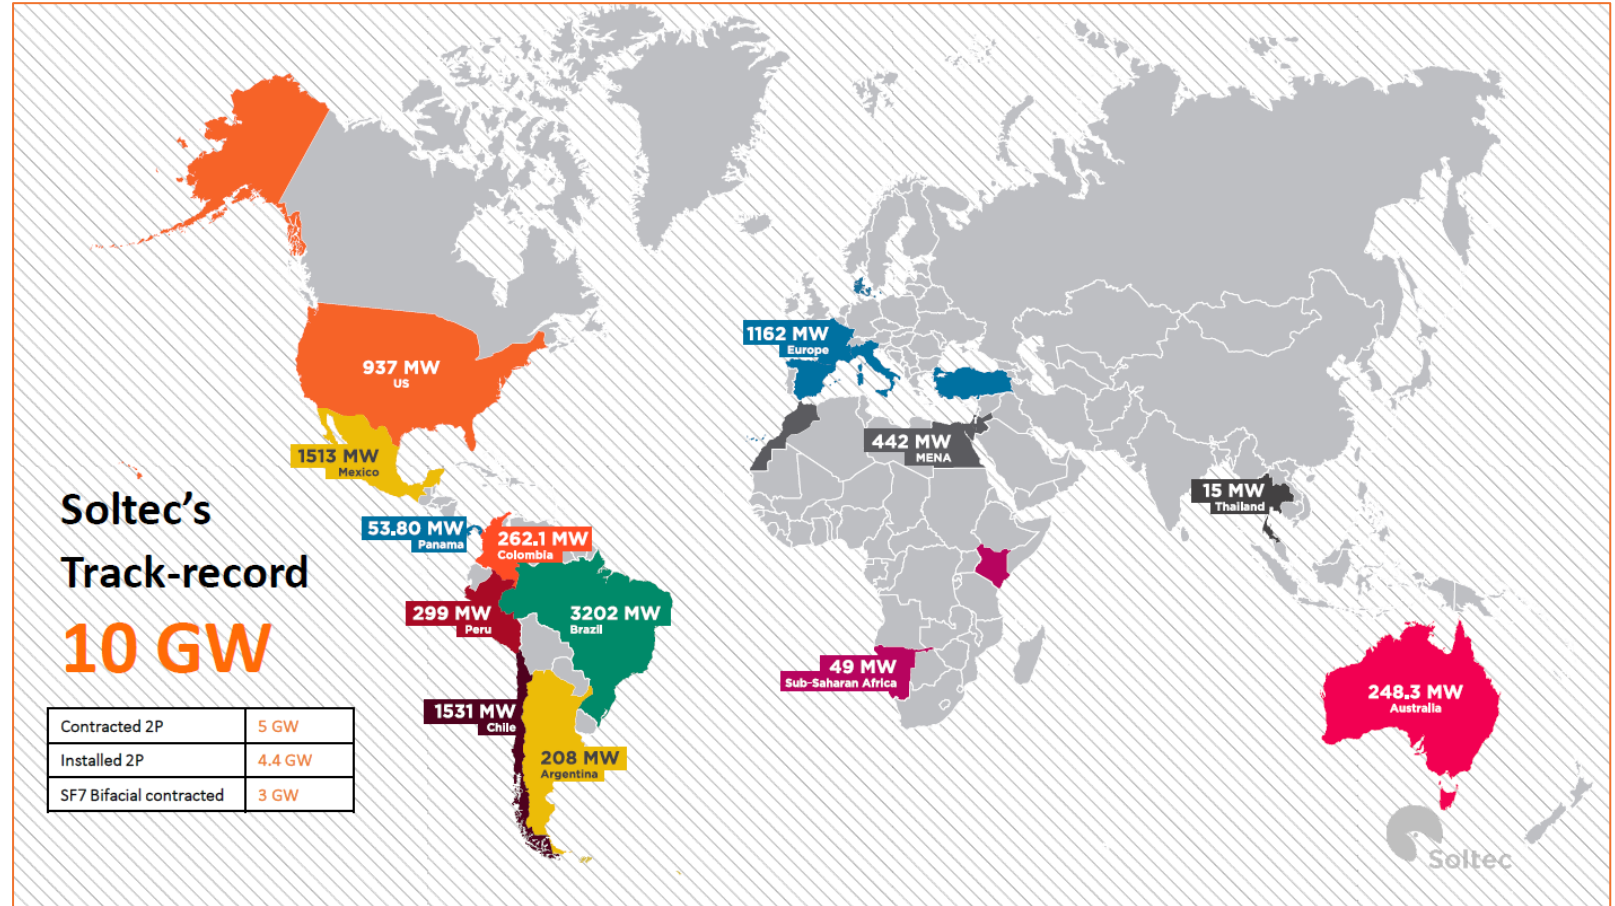 1162 MW
Europe
937 MW
US
442 MW
MENA
1513 MW
Mexico
15 MW
Thailand
Soltec’s
Track-record
10 GW
53.80 MW
Panama
262.1 MW
Colombia
299 MW
Peru
3202 MW
Brazil
49 MW
Sub-Saharan Africa
248.3 MW
Australia
1531 MW
Chile
208 MW
Argentina
Contracted 2P 5 GW
Installed 2P 4.4 GW
SF7 Bifacial contracted 3 GW
Soltec